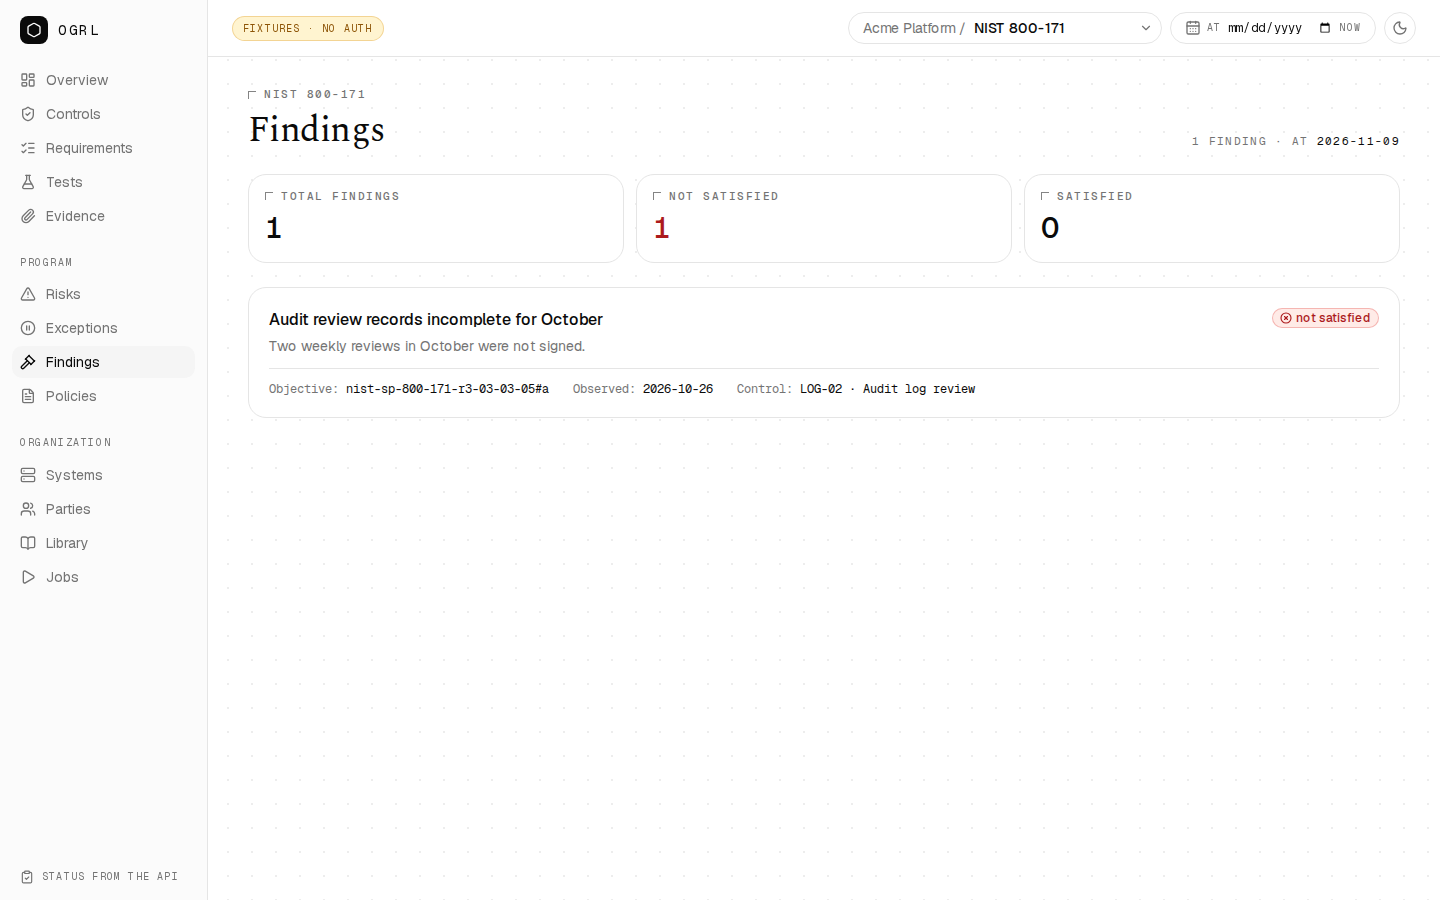 OGRL
FIXTURES · NO AUTH
Acme Platform / NIST 800-171
AT mm/dd/yyyy NOW
Overview
Controls
Requirements
Tests
Evidence
PROGRAM
Risks
Exceptions
Findings
Policies
ORGANIZATION
Systems
Parties
Library
Jobs
STATUS FROM THE API
NIST 800-171
Findings
1 FINDING · AT 2026-11-09
TOTAL FINDINGS
1
NOT SATISFIED
1
SATISFIED
0
Audit review records incomplete for October
not satisfied
Two weekly reviews in October were not signed.
Objective: nist-sp-800-171-r3-03-03-05#a Observed: 2026-10-26 Control: LOG-02 · Audit log review